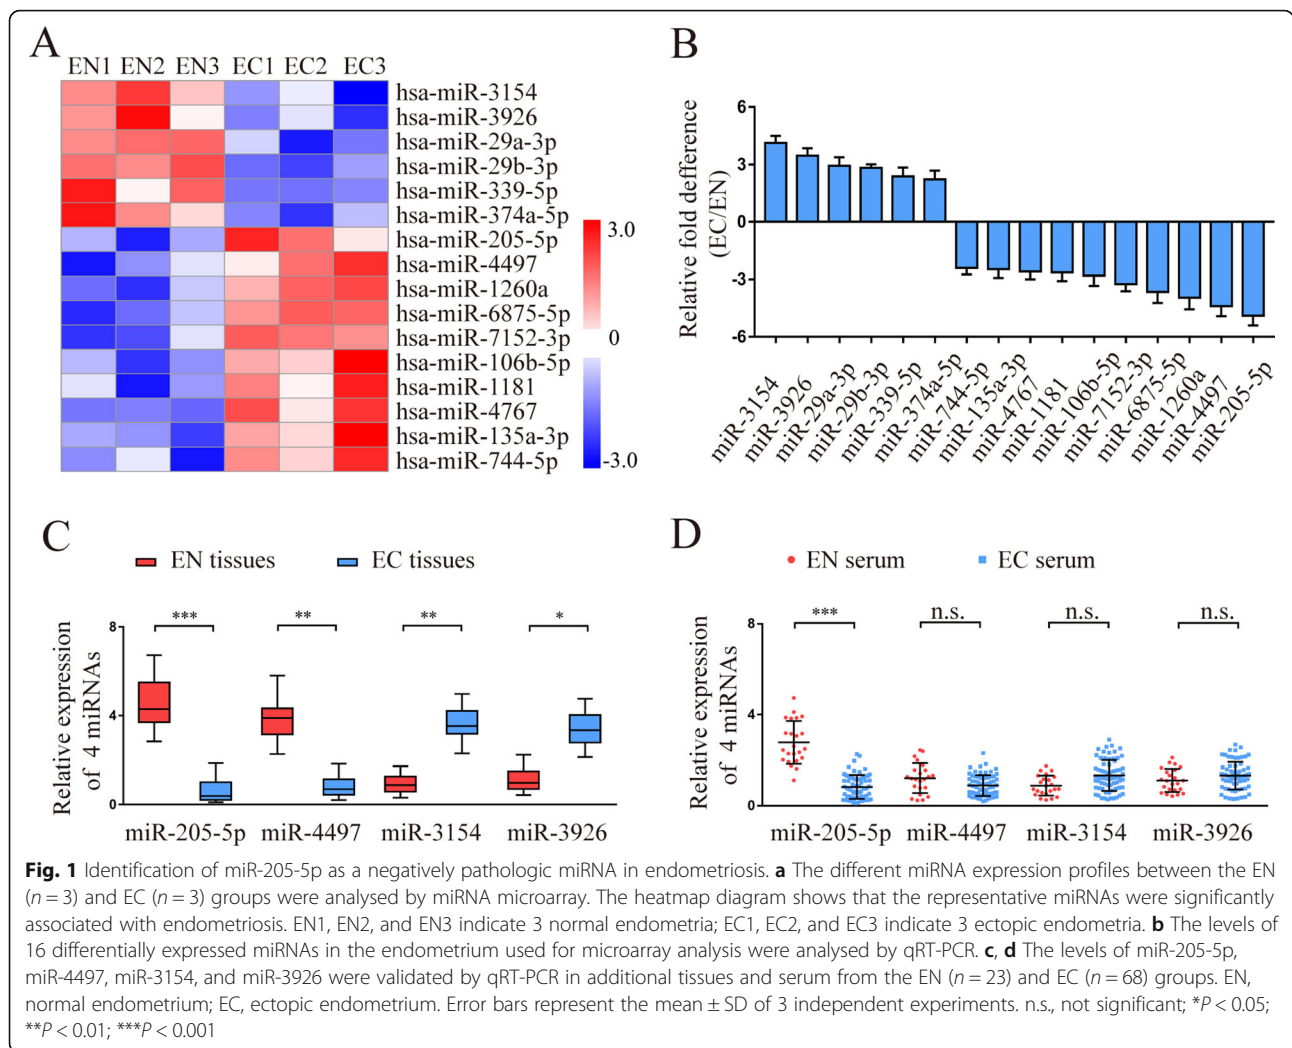 A
EN1 EN2 EN3 EC1 EC2 EC3
hsa-miR-3154
hsa-miR-3926
hsa-miR-29a-3p
hsa-miR-29b-3p
hsa-miR-339-5p
hsa-miR-374a-5p
hsa-miR-205-5p
hsa-miR-4497
hsa-miR-1260a
hsa-miR-6875-5p
hsa-miR-7152-3p
hsa-miR-106b-5p
hsa-miR-1181
hsa-miR-4767
hsa-miR-135a-3p
hsa-miR-744-5p
3.0
0
-3.0
B
Relative fold defference
(EC/EN)
6
3
0
-3
-6
miR-3154
miR-3926
miR-29a-3p
miR-29b-3p
miR-339-5p
miR-374a-5p
miR-744-5p
miR-135a-3p
miR-4767
miR-1181
miR-106b-5p
miR-7152-3p
miR-6875-5p
miR-1260a
miR-4497
miR-205-5p
C
EN tissues EC tissues
Relative expression
of 4 miRNAs
8
4
0
*** ** ** *
miR-205-5p miR-4497 miR-3154 miR-3926
D
EN serum EC serum
Relative expression
of 4 miRNAs
8
4
0
*** n.s. n.s. n.s.
miR-205-5p miR-4497 miR-3154 miR-3926
Fig. 1 Identification of miR-205-5p as a negatively pathologic miRNA in endometriosis. a The different miRNA expression profiles between the EN
(n = 3) and EC (n = 3) groups were analysed by miRNA microarray. The heatmap diagram shows that the representative miRNAs were significantly
associated with endometriosis. EN1, EN2, and EN3 indicate 3 normal endometria; EC1, EC2, and EC3 indicate 3 ectopic endometria. b The levels of
16 differentially expressed miRNAs in the endometrium used for microarray analysis were analysed by qRT-PCR. c, d The levels of miR-205-5p,
miR-4497, miR-3154, and miR-3926 were validated by qRT-PCR in additional tissues and serum from the EN (n = 23) and EC (n = 68) groups. EN,
normal endometrium; EC, ectopic endometrium. Error bars represent the mean ± SD of 3 independent experiments. n.s., not significant; *P < 0.05;
**P < 0.01; ***P < 0.001